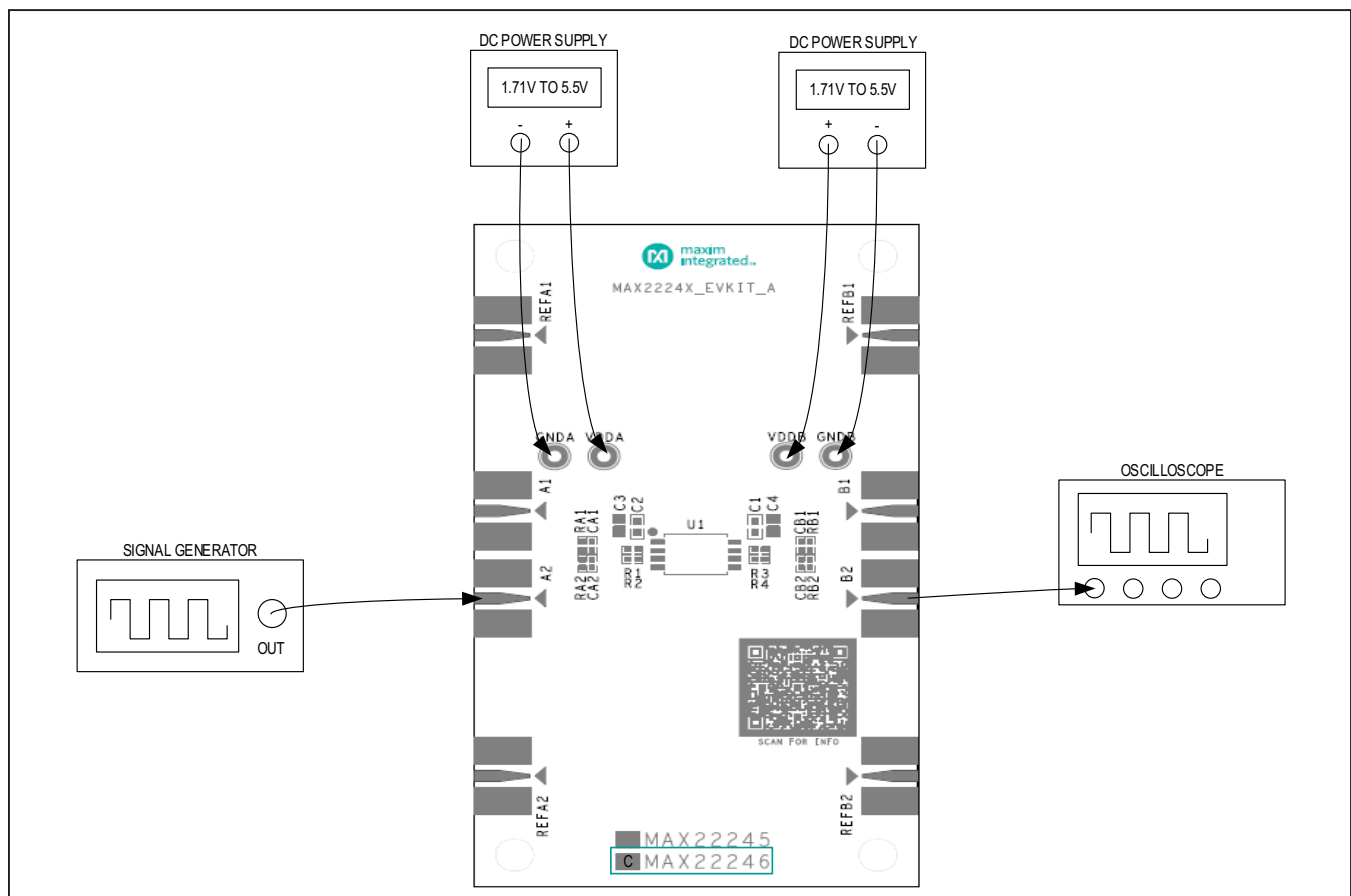 DC POWER SUPPLY
1.71V TO 5.5V
- +
DC POWER SUPPLY
1.71V TO 5.5V
+ -
maxim
integrated™
MAX2224X_EVKIT_A
REFA1
REFB1
GNDA VDDA
VDDB GNDB
A1
B1
C3
C2
C1
C4
RA1
CA1
U1
CB1
RB1
A2
B2
R1
R2
R3
R4
RA2
CA2
CB2
RB2
SIGNAL GENERATOR
OUT
OSCILLOSCOPE
SCAN FOR INFO
REFA2
REFB2
MAX22245
C MAX22246